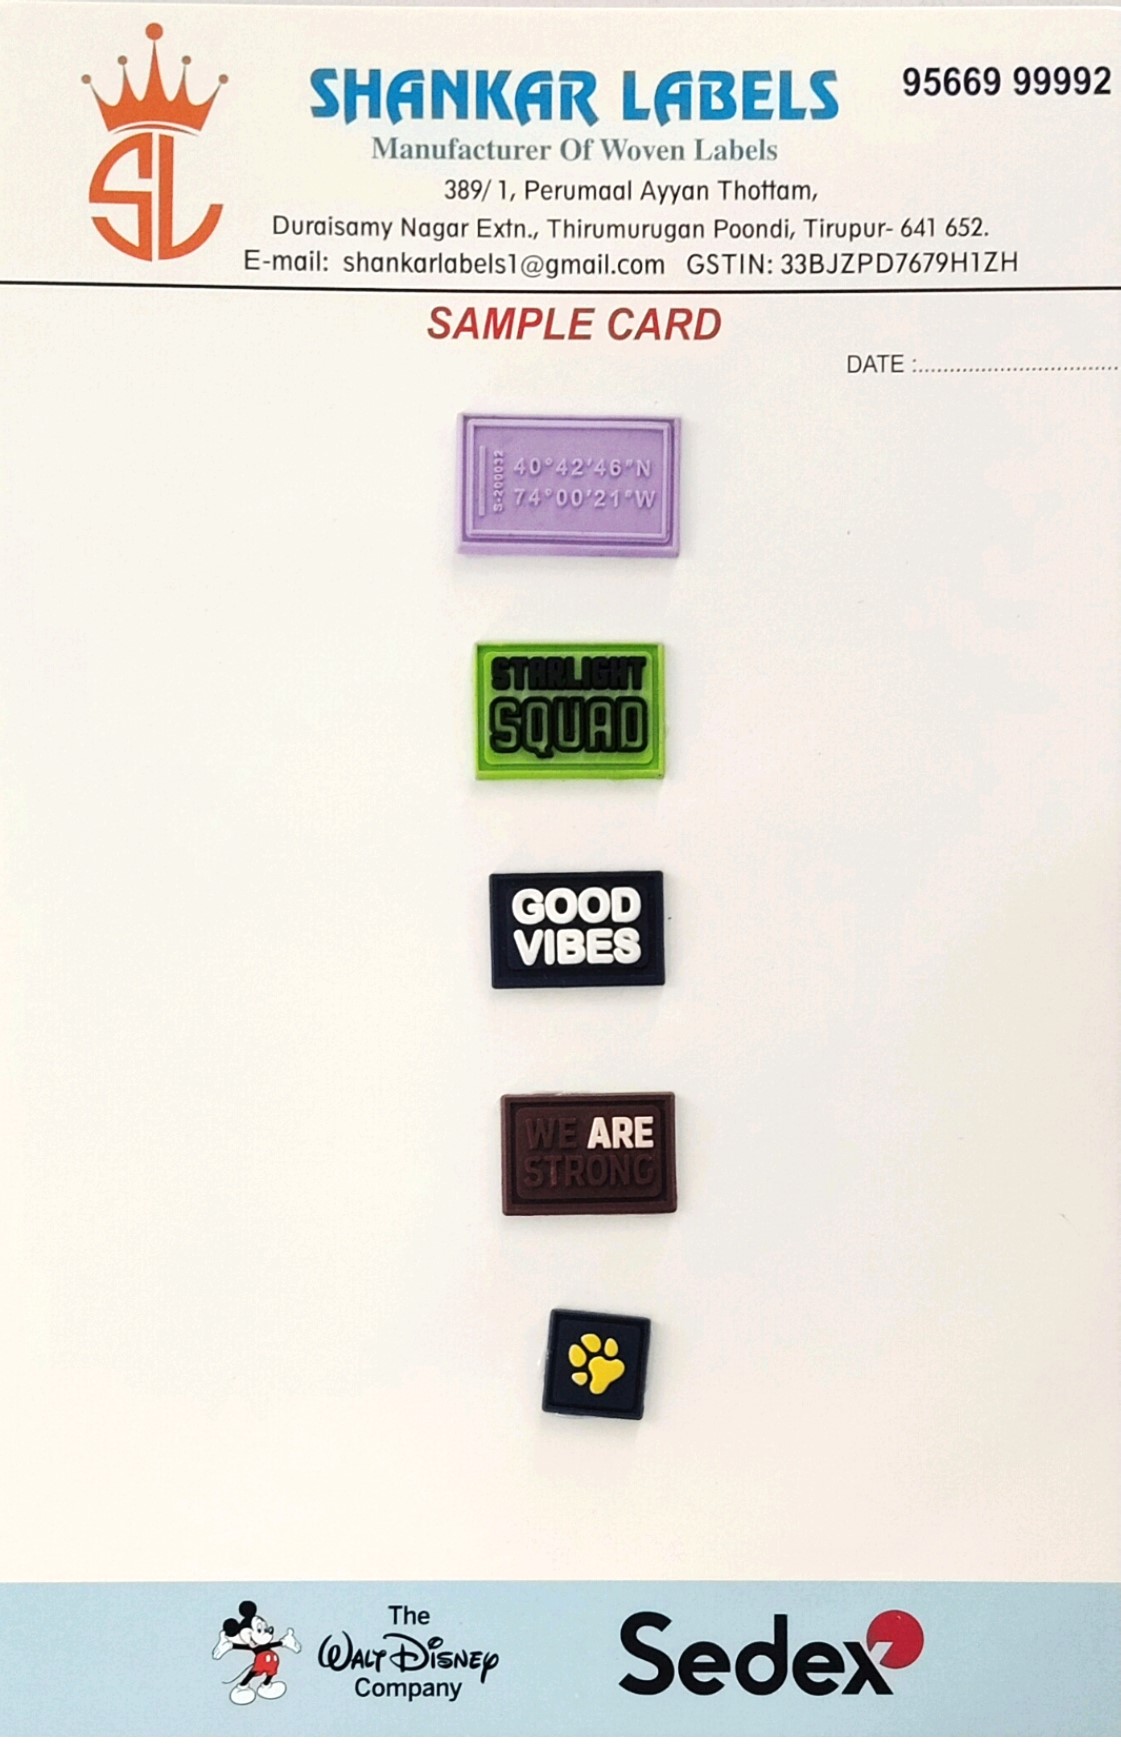 SL
SHANKAR LABELS
95669 99992
Manufacturer Of Woven Labels
389/ 1, Perumaal Ayyan Thottam,
Duraisamy Nagar Extn., Thirumurugan Poondi, Tirupur- 641 652.
E-mail: shankarlabels1@gmail.com GSTIN: 33BJZPD7679H1ZH
SAMPLE CARD
DATE :..................................
S-200032
40°42'46"N
74°00'21"W
STARLIGHT
SQUAD
GOOD
VIBES
WE ARE
STRONG
The
WALT DISNEY
Company
Sedex